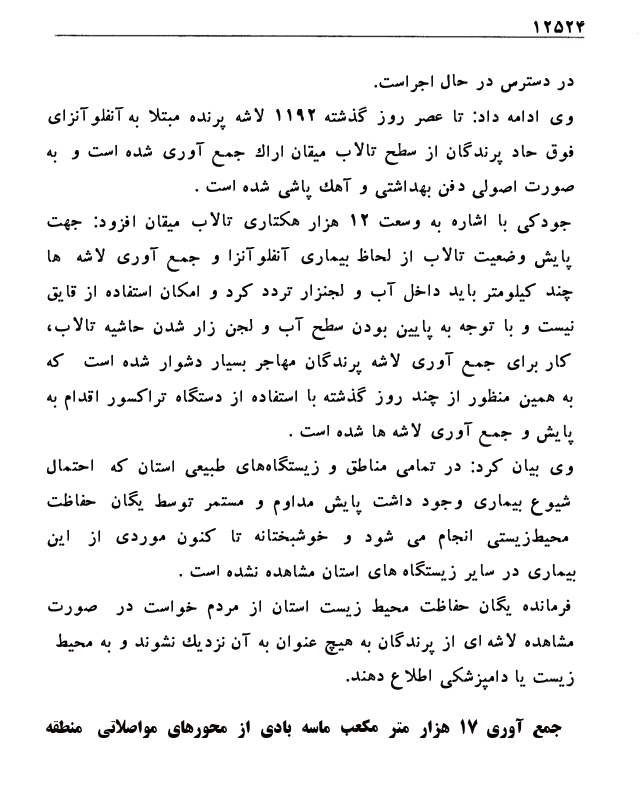 ۱۲۵۲۴
در دسترس در حال اجراست.
وی ادامه داد: تا عصر روز گذشته ۱۱۹۲ لاشه پرنده مبتلا به آنفلوآنزای
فوق حاد پرندگان از سطح تالاب میقان اراك جمع آوری شده است و به
صورت اصولی دفن بهداشتی و آهك پاشی شده است .
جودکی با اشاره به وسعت ۱۲ هزار هکتاری تالاب میقان افزود: جهت
پایش وضعیت تالاب از لحاظ بیماری آنفلوآنزا و جمع آوری لاشه ها
چند کیلومتر باید داخل آب و لجنزار تردد کرد و امکان استفاده از قایق
نیست و با توجه به پایین بودن سطح آب و لجن زار شدن حاشیه تالاب،
کار برای جمع آوری لاشه پرندگان مهاجر بسیار دشوار شده است که
به همین منظور از چند روز گذشته با استفاده از دستگاه تراکسور اقدام به
پایش و جمع آوری لاشه ها شده است .
وی بیان کرد: در تمامی مناطق و زیستگاه‌های طبیعی استان که احتمال
شیوع بیماری وجود داشت پایش مداوم و مستمر توسط یگان حفاظت
محیط‌زیستی انجام می شود و خوشبختانه تا کنون موردی از این
بیماری در سایر زیستگاه های استان مشاهده نشده است .
فرمانده یگان حفاظت محیط زیست استان از مردم خواست در صورت
مشاهده لاشه ای از پرندگان به هیچ عنوان به آن نزدیك نشوند و به محیط
زیست یا دامپزشکی اطلاع دهند.
جمع آوری ۱۷ هزار متر مکعب ماسه بادی از محورهای مواصلاتی منطقه